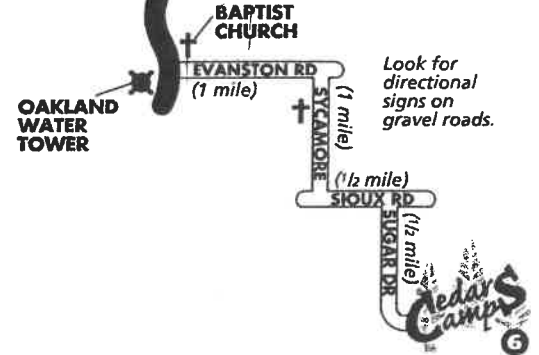 BAPTIST
CHURCH
EVANSTON RD
(1 mile)
OAKLAND
WATER
TOWER
Look for
directional
signs on
gravel roads.
SYCAMORE
(1 mile)
(1/2 mile)
SIOUX RD
SUGAR DR
(1/2 mile)
Cedar
CampS
6